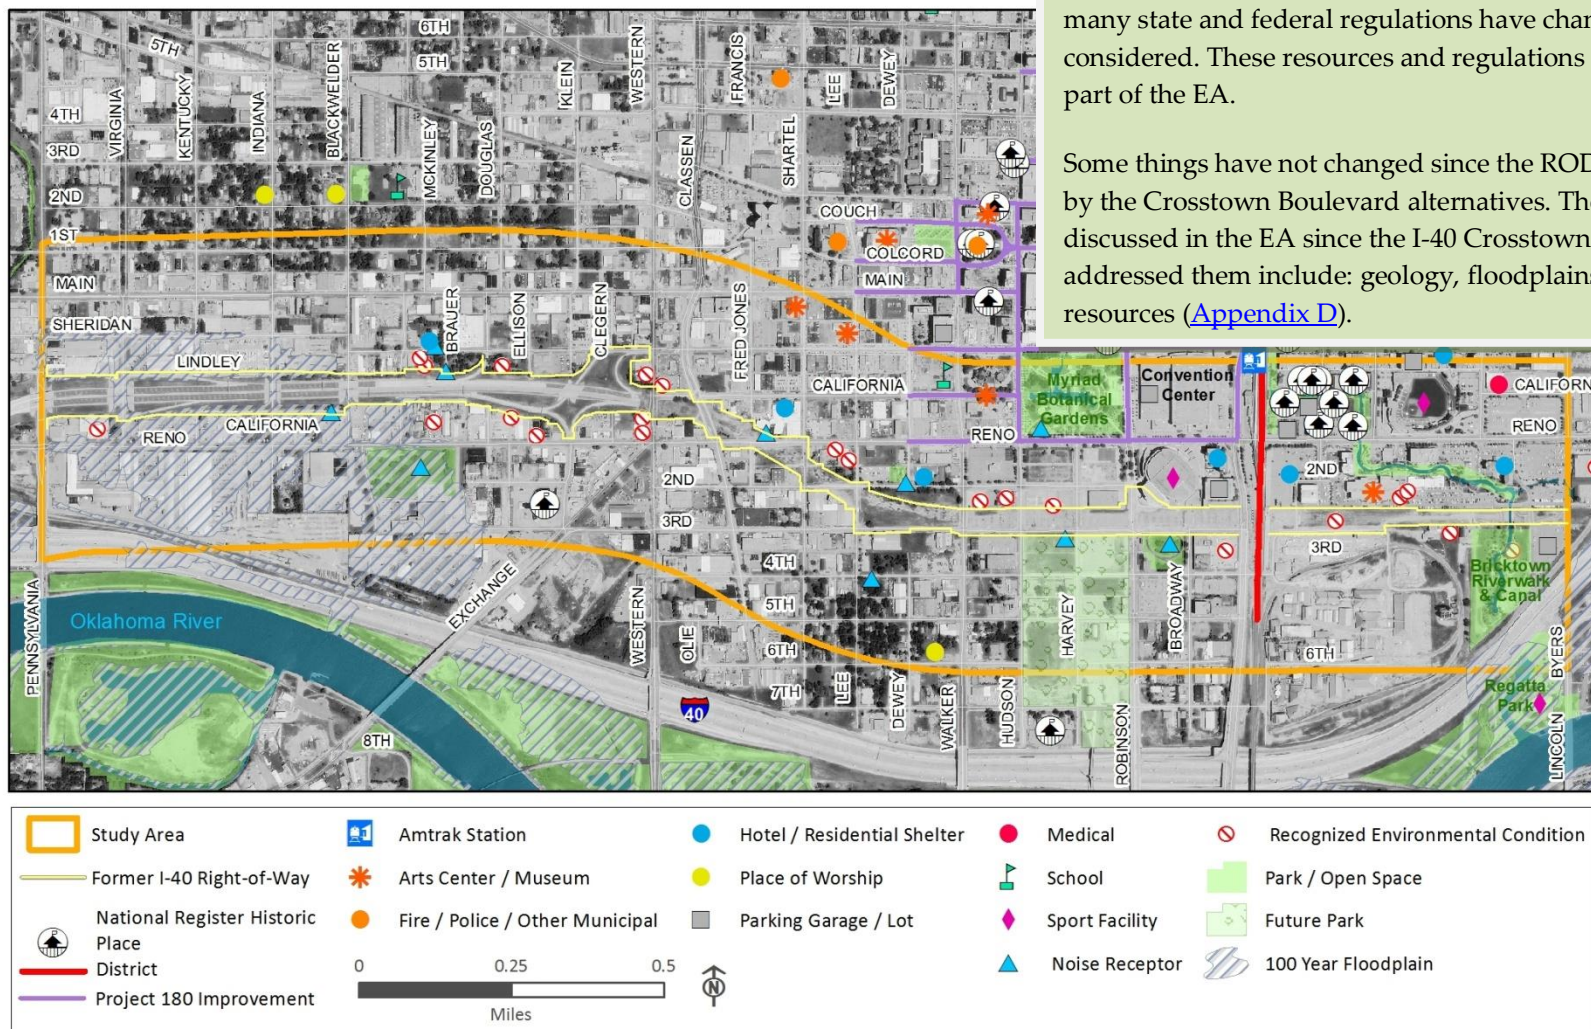 many state and federal regulations have chan
considered. These resources and regulations
part of the EA.
Some things have not changed since the ROD
by the Crosstown Boulevard alternatives. The
discussed in the EA since the I-40 Crosstown
addressed them include: geology, floodplains
resources (Appendix D).
6TH
5TH
5TH
4TH
3RD
2ND
1ST
MAIN
SHERIDAN
LINDLEY
RENO
CALIFORNIA
VIRGINIA
KENTUCKY
INDIANA
BLACKWELDER
MCKINLEY
DOUGLAS
KLEIN
WESTERN
FRANCIS
CLASSEN
SHARTEL
LEE
DEWEY
COUCH
COLCORD
MAIN
BRAUER
ELLISON
CLEGERN
FRED JONES
CALIFORNIA
RENO
Myriad
Botanical
Gardens
Convention
Center
CALIFORN
RENO
2ND
3RD
2ND
3RD
4TH
5TH
6TH
7TH
6TH
8TH
PENNSYLVANIA
Oklahoma River
EXCHANGE
WESTERN
OLIE
40
LEE
DEWEY
WALKER
HUDSON
HARVEY
ROBINSON
BROADWAY
Bricktown
Riverwalk
& Canal
Regatta
Park
BYERS
LINCOLN
Study Area
Former I-40 Right-of-Way
National Register Historic
Place
District
Project 180 Improvement
Amtrak Station
Arts Center / Museum
Fire / Police / Other Municipal
0 0.25 0.5
Miles
N
Hotel / Residential Shelter
Place of Worship
Parking Garage / Lot
Medical
School
Sport Facility
Noise Receptor
Recognized Environmental Condition
Park / Open Space
Future Park
100 Year Floodplain